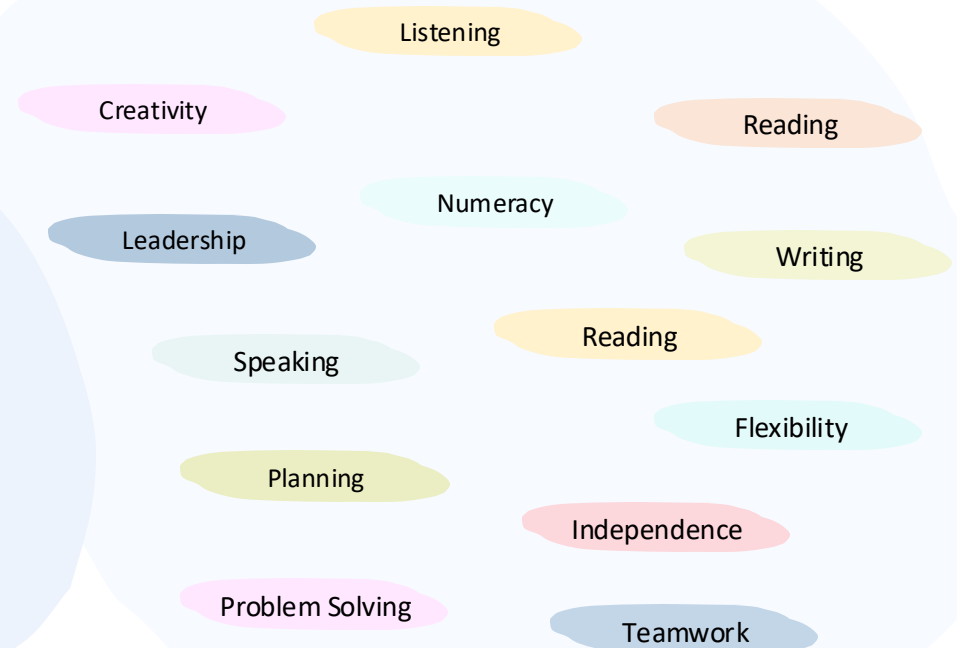 Listening
Creativity
Reading
Numeracy
Leadership
Writing
Reading
Speaking
Flexibility
Planning
Independence
Problem Solving
Teamwork